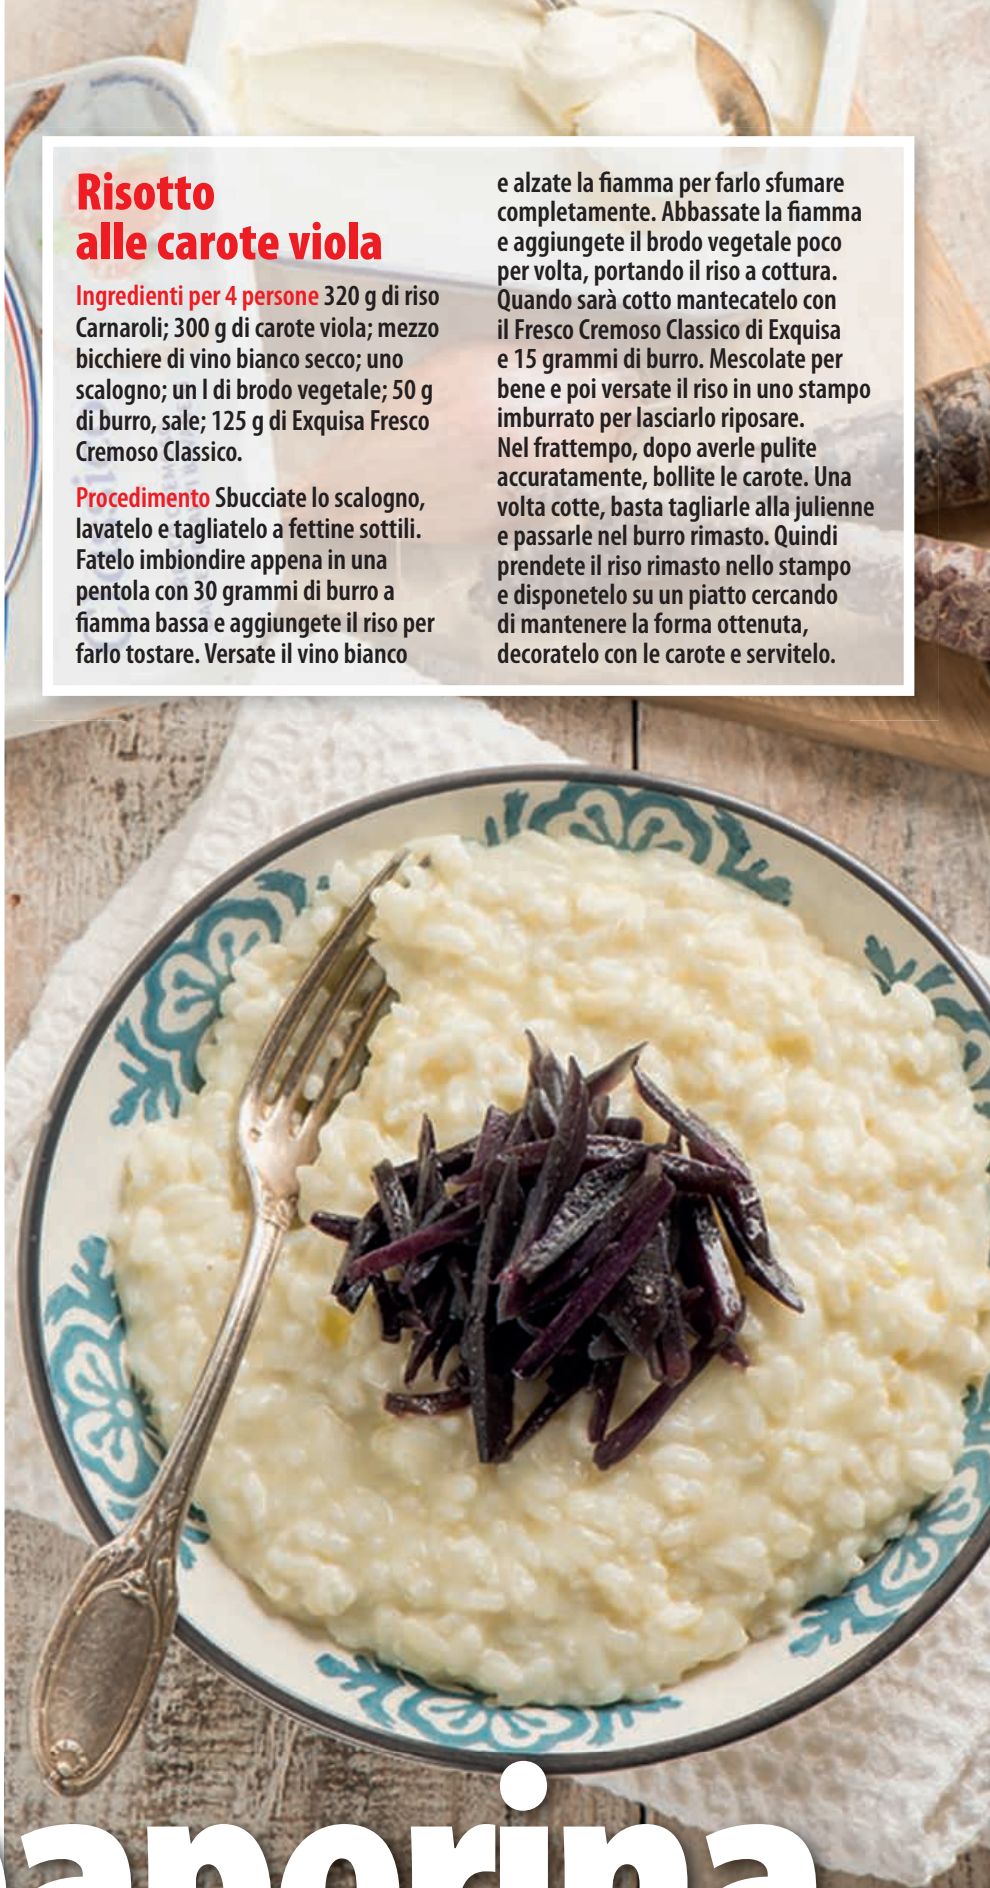 Risotto
alle carote viola
Ingredienti per 4 persone 320 g di riso
Carnaroli; 300 g di carote viola; mezzo
bicchiere di vino bianco secco; uno
scalogno; un l di brodo vegetale; 50 g
di burro, sale; 125 g di Exquisa Fresco
Cremoso Classico.
Procedimento Sbucciate lo scalogno,
lavatelo e tagliatelo a fettine sottili.
Fatelo imbiondire appena in una
pentola con 30 grammi di burro a
fiamma bassa e aggiungete il riso per
farlo tostare. Versate il vino bianco
e alzate la fiamma per farlo sfumare
completamente. Abbassate la fiamma
e aggiungete il brodo vegetale poco
per volta, portando il riso a cottura.
Quando sarà cotto mantecatelo con
il Fresco Cremoso Classico di Exquisa
e 15 grammi di burro. Mescolate per
bene e poi versate il riso in uno stampo
imburrato per lasciarlo riposare.
Nel frattempo, dopo averle pulite
accuratamente, bollite le carote. Una
volta cotte, basta tagliarle alla julienne
e passarle nel burro rimasto. Quindi
prendete il riso rimasto nello stampo
e disponetelo su un piatto cercando
di mantenere la forma ottenuta,
decoratelo con le carote e servitelo.
Classico